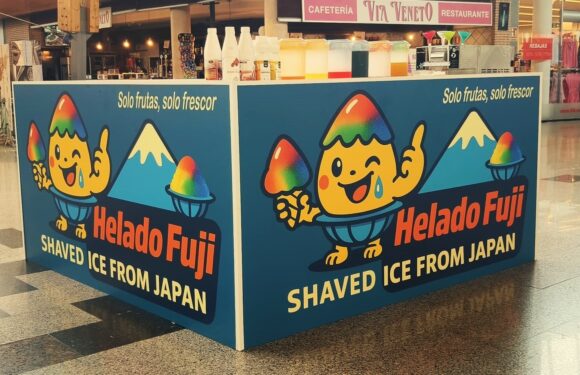 CAFETERÍA
VITA VENETO
RESTAURANTE
REBAJAS
Solo frutas, solo frescor
Helado Fuji
SHAVED ICE FROM JAPAN
Solo frutas, solo frescor
Helado Fuji
SHAVED ICE FROM JAPAN